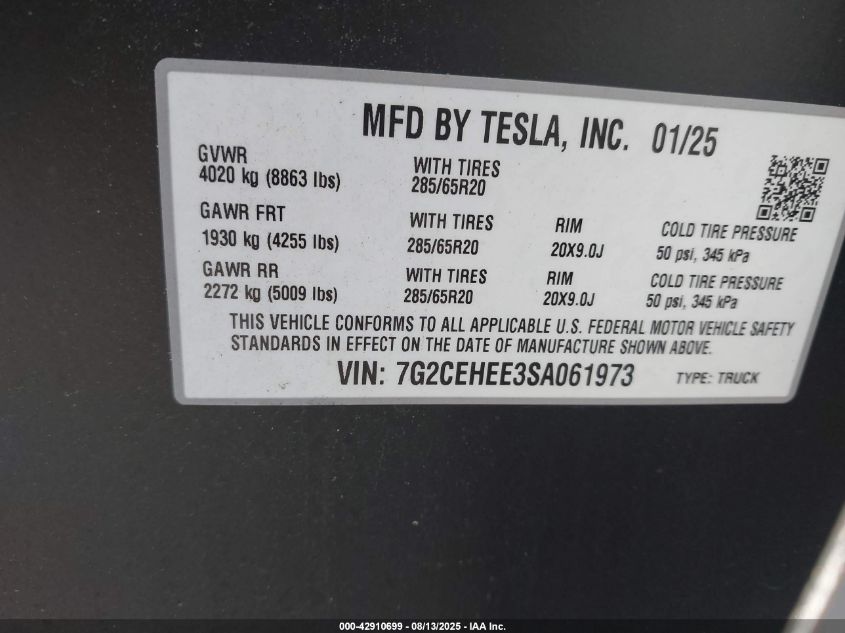 MFD BY TESLA, INC. 01/25
GVWR
4020 kg (8863 lbs)
WITH TIRES
285/65R20
GAWR FRT
1930 kg (4255 lbs)
WITH TIRES
285/65R20
RIM
20X9.0J
COLD TIRE PRESSURE
50 psi, 345 kPa
GAWR RR
2272 kg (5009 lbs)
WITH TIRES
285/65R20
RIM
20X9.0J
COLD TIRE PRESSURE
50 psi, 345 kPa
THIS VEHICLE CONFORMS TO ALL APPLICABLE U.S. FEDERAL MOTOR VEHICLE SAFETY
STANDARDS IN EFFECT ON THE DATE OF MANUFACTURE SHOWN ABOVE.
VIN: 7G2CEHEE3SA061973 TYPE: TRUCK
000-42910699 - 08/13/2025 - IAA Inc.